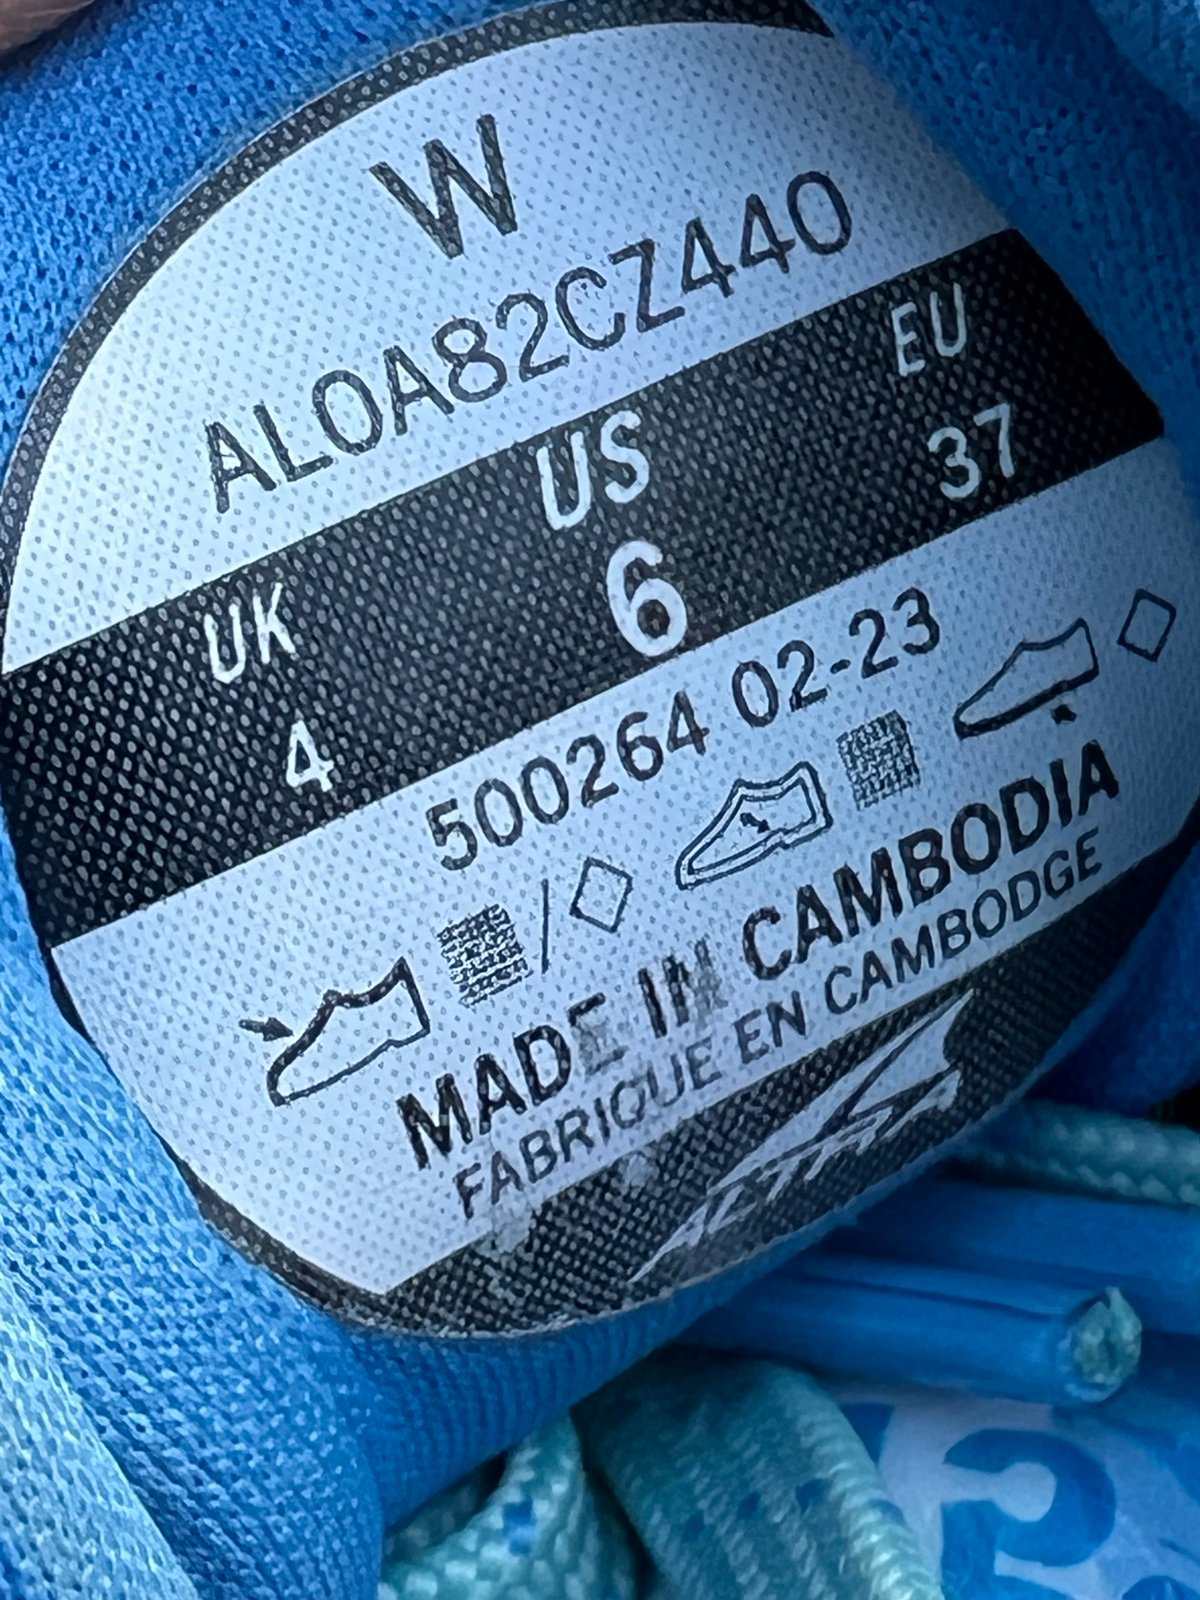 W
AL0A82CZ440
UK US EU
4 6 37
500264 02-23
/
MADE IN CAMBODIA
FABRIQUE EN CAMBODGE
ALTRA